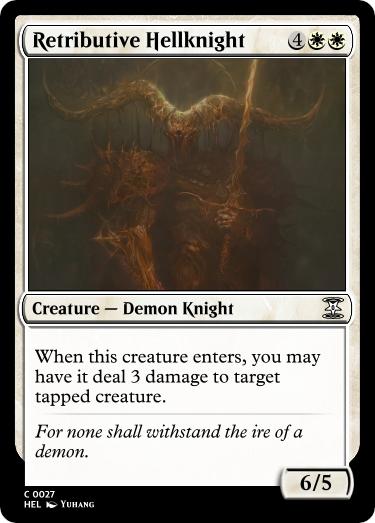 Retributive Hellknight 4
Creature — Demon Knight
When this creature enters, you may
have it deal 3 damage to target
tapped creature.
For none shall withstand the ire of a
demon.
6/5
C 0027
HEL Yuhang